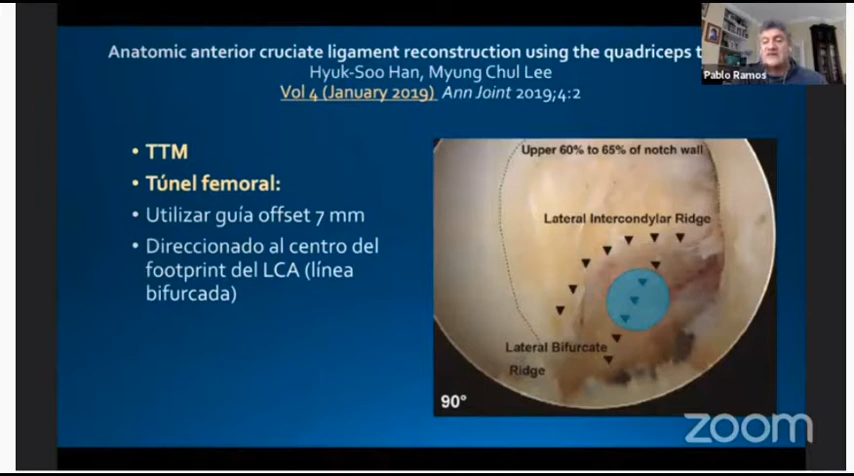 Anatomic anterior cruciate ligament reconstruction using the quadriceps
Hyuk-Soo Han, Myung Chul Lee
Vol 4 (January 2019) Ann Joint 2019;4:2
Pablo Ramos
• TTM
• Túnel femoral:
• Utilizar guía offset 7 mm
• Direccionado al centro del
footprint del LCA (línea
bifurcada)
Upper 60% to 65% of notch wall
Lateral Intercondylar Ridge
Lateral Bifurcate
Ridge
90°
zoom